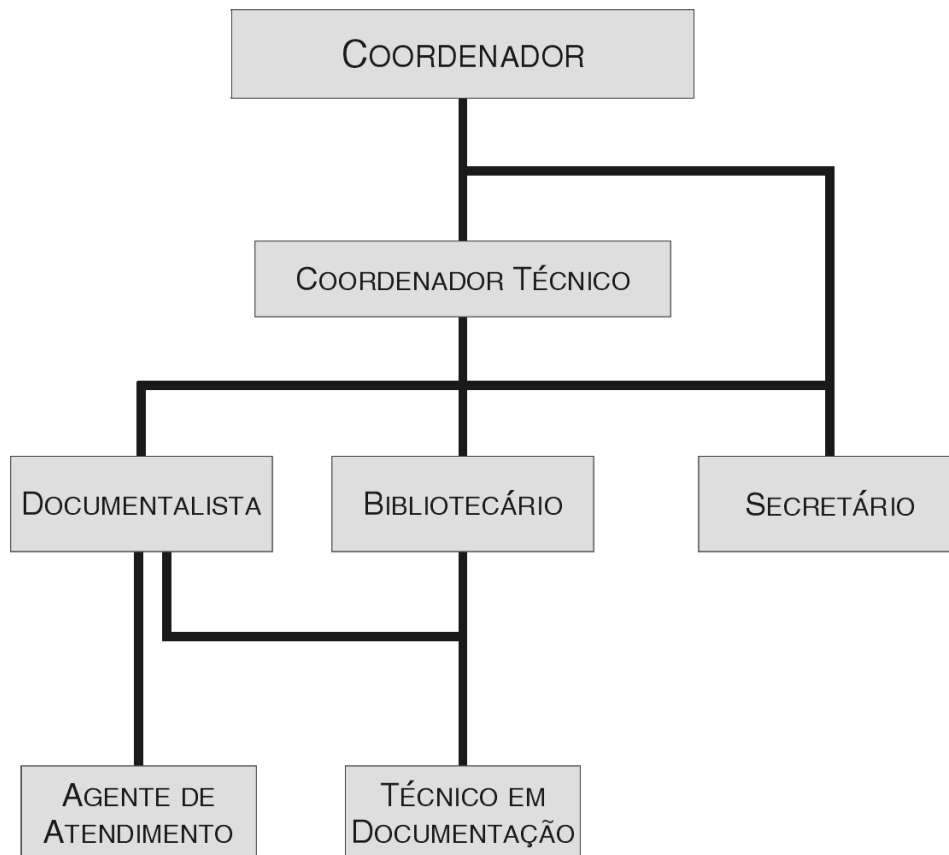 COORDENADOR
COORDENADOR TÉCNICO
DOCUMENTALISTA
BIBLIOTECÁRIO
SECRETÁRIO
AGENTE DE
ATENDIMENTO
TÉCNICO EM
DOCUMENTAÇÃO